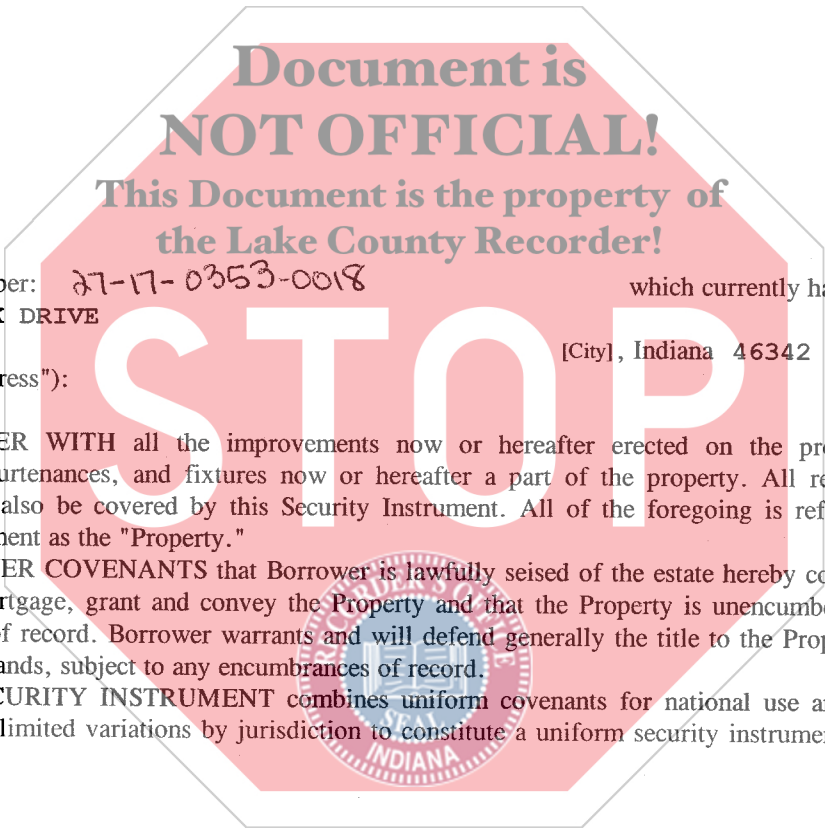 Document is
NOT OFFICIAL!
This Document is the property of
the Lake County Recorder!
ber: 27-17-0353-0018 which currently ha
K DRIVE
[City], Indiana 46342
ress"):
STOP
ER WITH all the improvements now or hereafter erected on the pro
urtenances, and fixtures now or hereafter a part of the property. All re
also be covered by this Security Instrument. All of the foregoing is ref
ment as the "Property."
ER COVENANTS that Borrower is lawfully seised of the estate hereby co
rtgage, grant and convey the Property and that the Property is unencumbe
f record. Borrower warrants and will defend generally the title to the Prop
ands, subject to any encumbrances of record.
CURITY INSTRUMENT combines uniform covenants for national use a
limited variations by jurisdiction to constitute a uniform security instrume
RECORDER'S OFFICE
SEAL
INDIANA